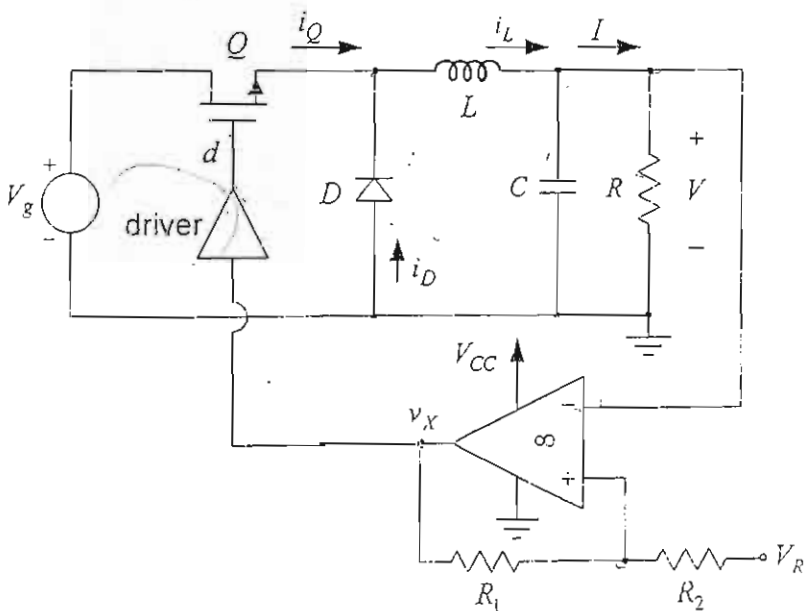 i_Q
i_L
I
Q
L
d
+
V_g
-
driver
D
i_D
C
R
+
V
-
V_CC
v_X
∞
-
+
R_1
R_2
V_R